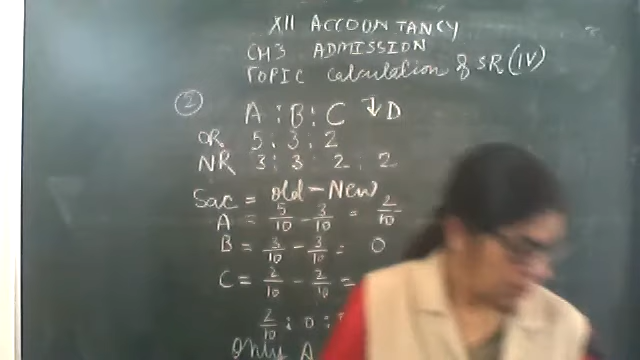 XII ACCOUNTANCY
CH 3 ADMISSION
TOPIC Calculation of SR (IV)
② A : B : C ↓ D
OR 5 : 3 : 2
NR 3 : 3 : 2 : 2
Sac = old - New
A = 5/10 - 3/10 = 2/10
B = 3/10 - 3/10 = 0
C = 2/10 - 2/10 =
2/10 : 0 :
Only A